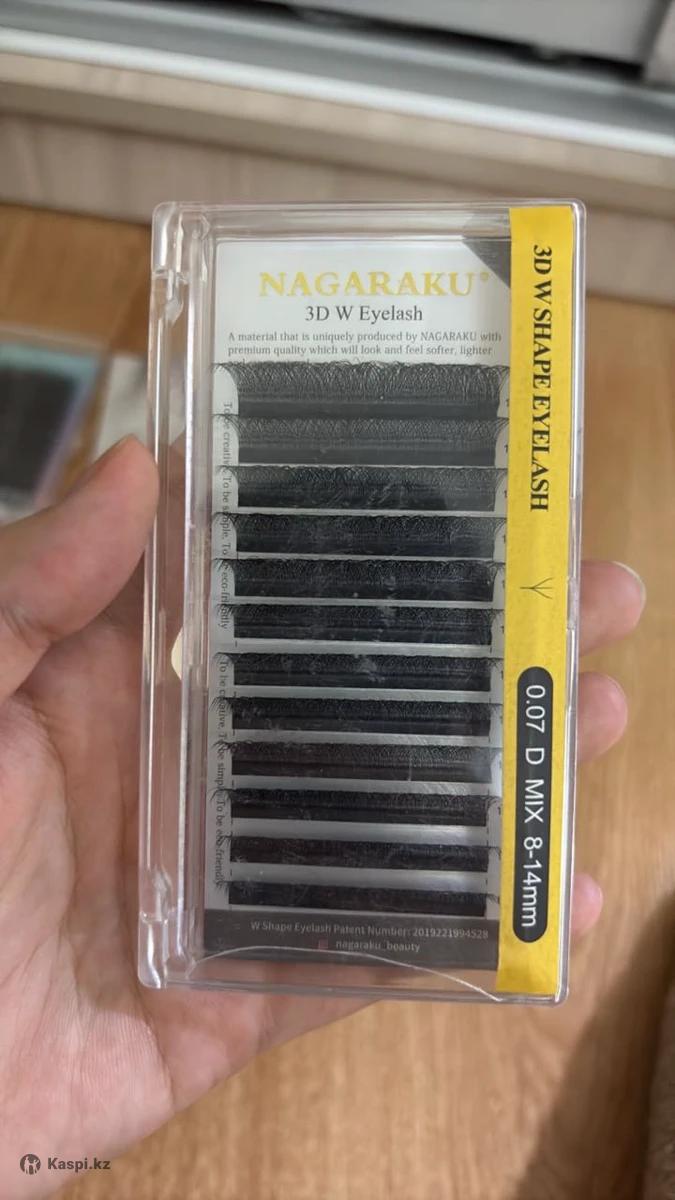 NAGARAKU®
3D W Eyelash
A material that is uniquely produced by NAGARAKU with
premium quality which will look and feel softer, lighter
To be creative, To be simple, To be eco-friendly
To be creative, To be simple, To be eco-friendly
3D W SHAPE EYELASH
0.07 D MIX 8-14mm
W Shape Eyelash Patent Number: 2019221994528
nagaraku_beauty
Kaspi.kz